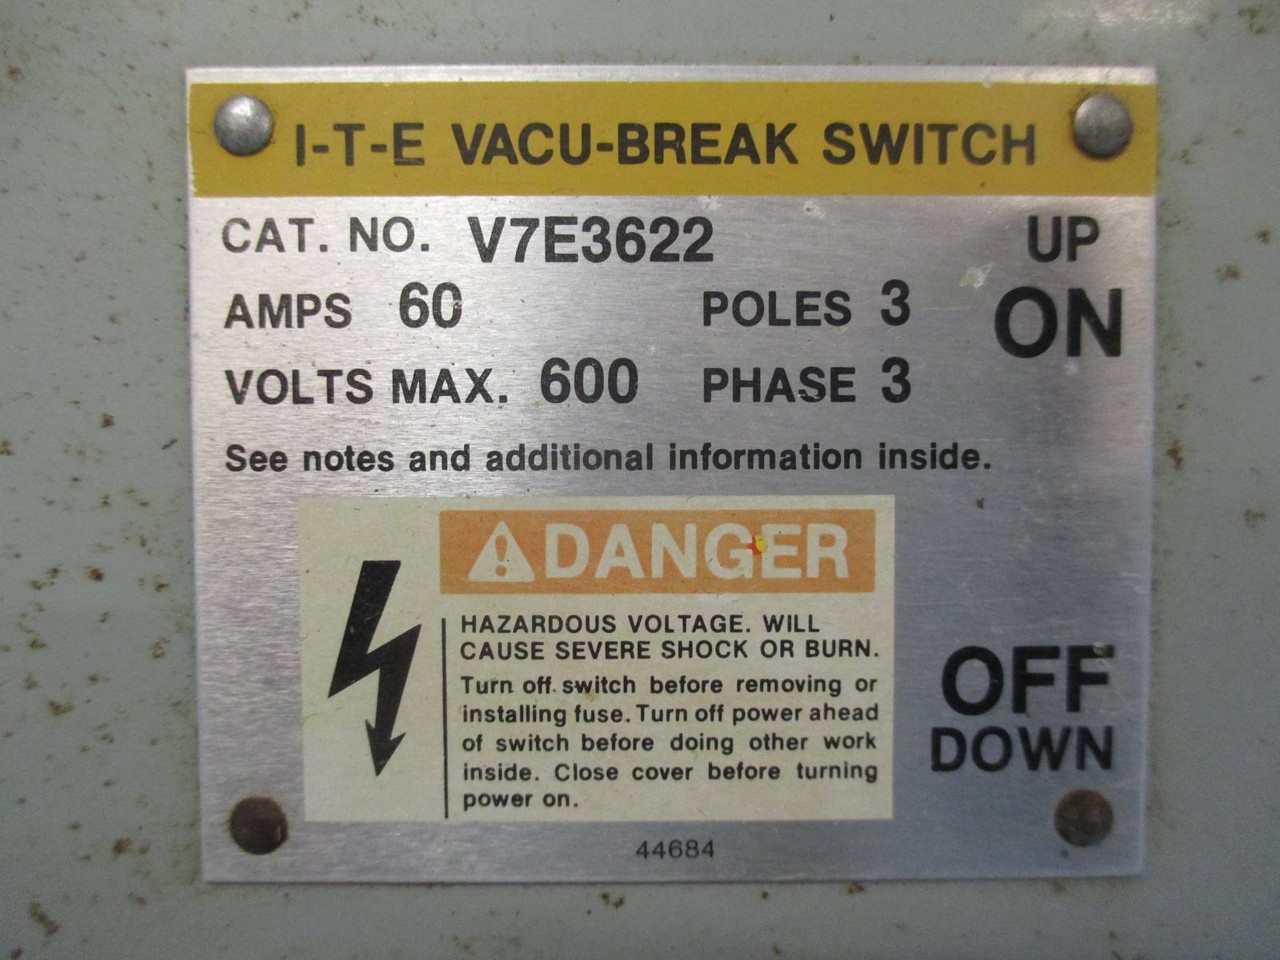 I-T-E VACU-BREAK SWITCH
CAT. NO. V7E3622
UP
AMPS 60 POLES 3
ON
VOLTS MAX. 600 PHASE 3
See notes and additional information inside.
DANGER
HAZARDOUS VOLTAGE. WILL
CAUSE SEVERE SHOCK OR BURN.
Turn off switch before removing or
installing fuse. Turn off power ahead
of switch before doing other work
inside. Close cover before turning
power on.
OFF
DOWN
44684